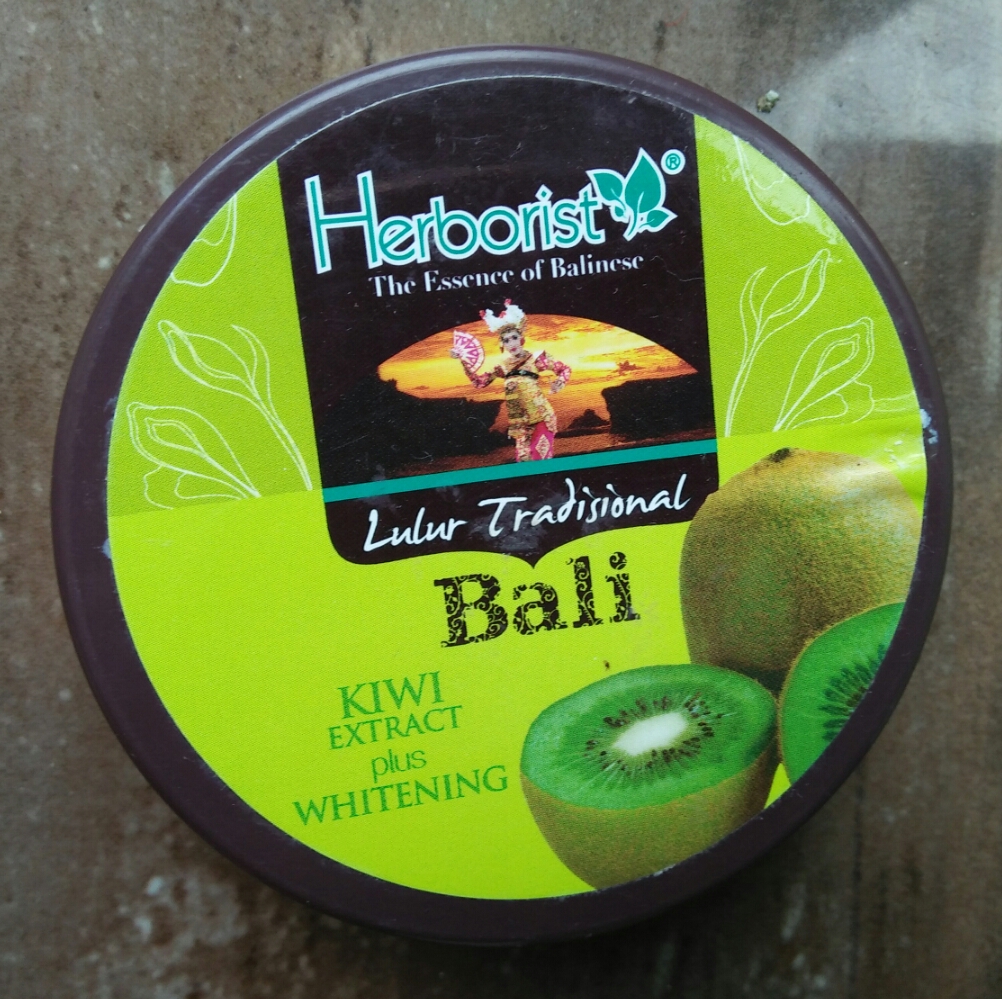 Herborist®
The Essence of Balinese
Lulur Tradisional
Bali
KIWI
EXTRACT
plus
WHITENING